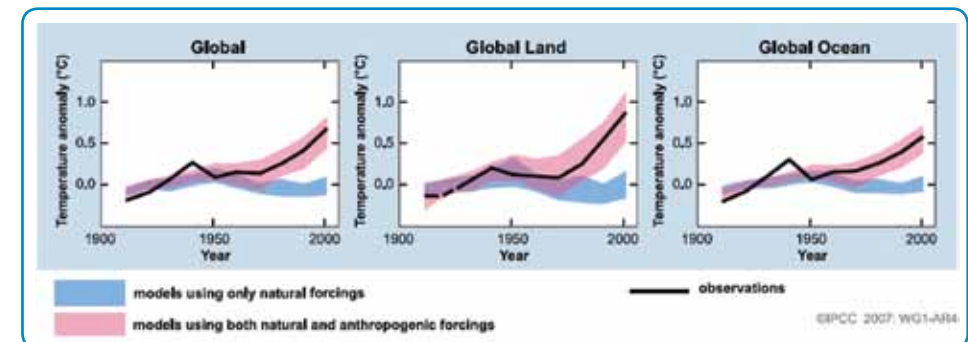 Global
Global Land
Global Ocean
Temperature anomaly (°C)
1.0
0.5
0.0
1900
1950
2000
Year
Temperature anomaly (°C)
1.0
0.5
0.0
1900
1950
2000
Year
Temperature anomaly (°C)
1.0
0.5
0.0
1900
1950
2000
Year
models using only natural forcings
observations
models using both natural and anthropogenic forcings
©IPCC 2007: WG1-AR4